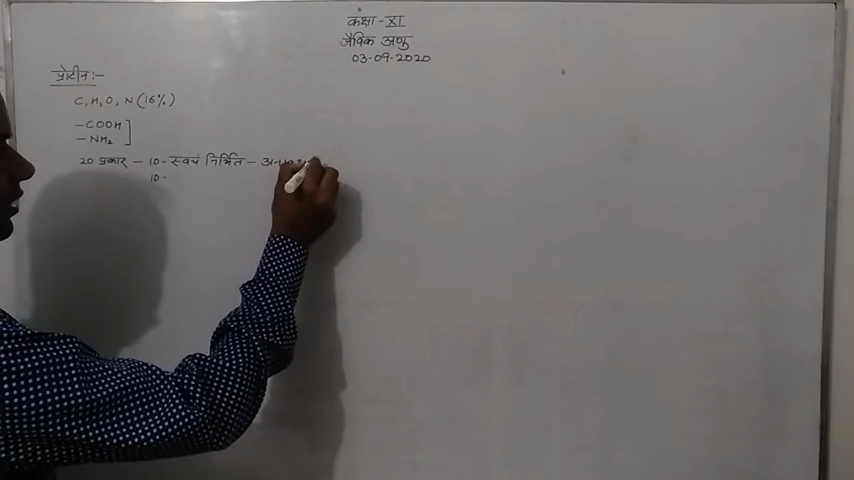 कक्षा - XI
जैविक अणु
03-09-2020
प्रोटीन :-
C, H, O, N (16%)
-COOH
-NH₂
20 प्रकार - 10 - स्वयं निर्मित -
10 -